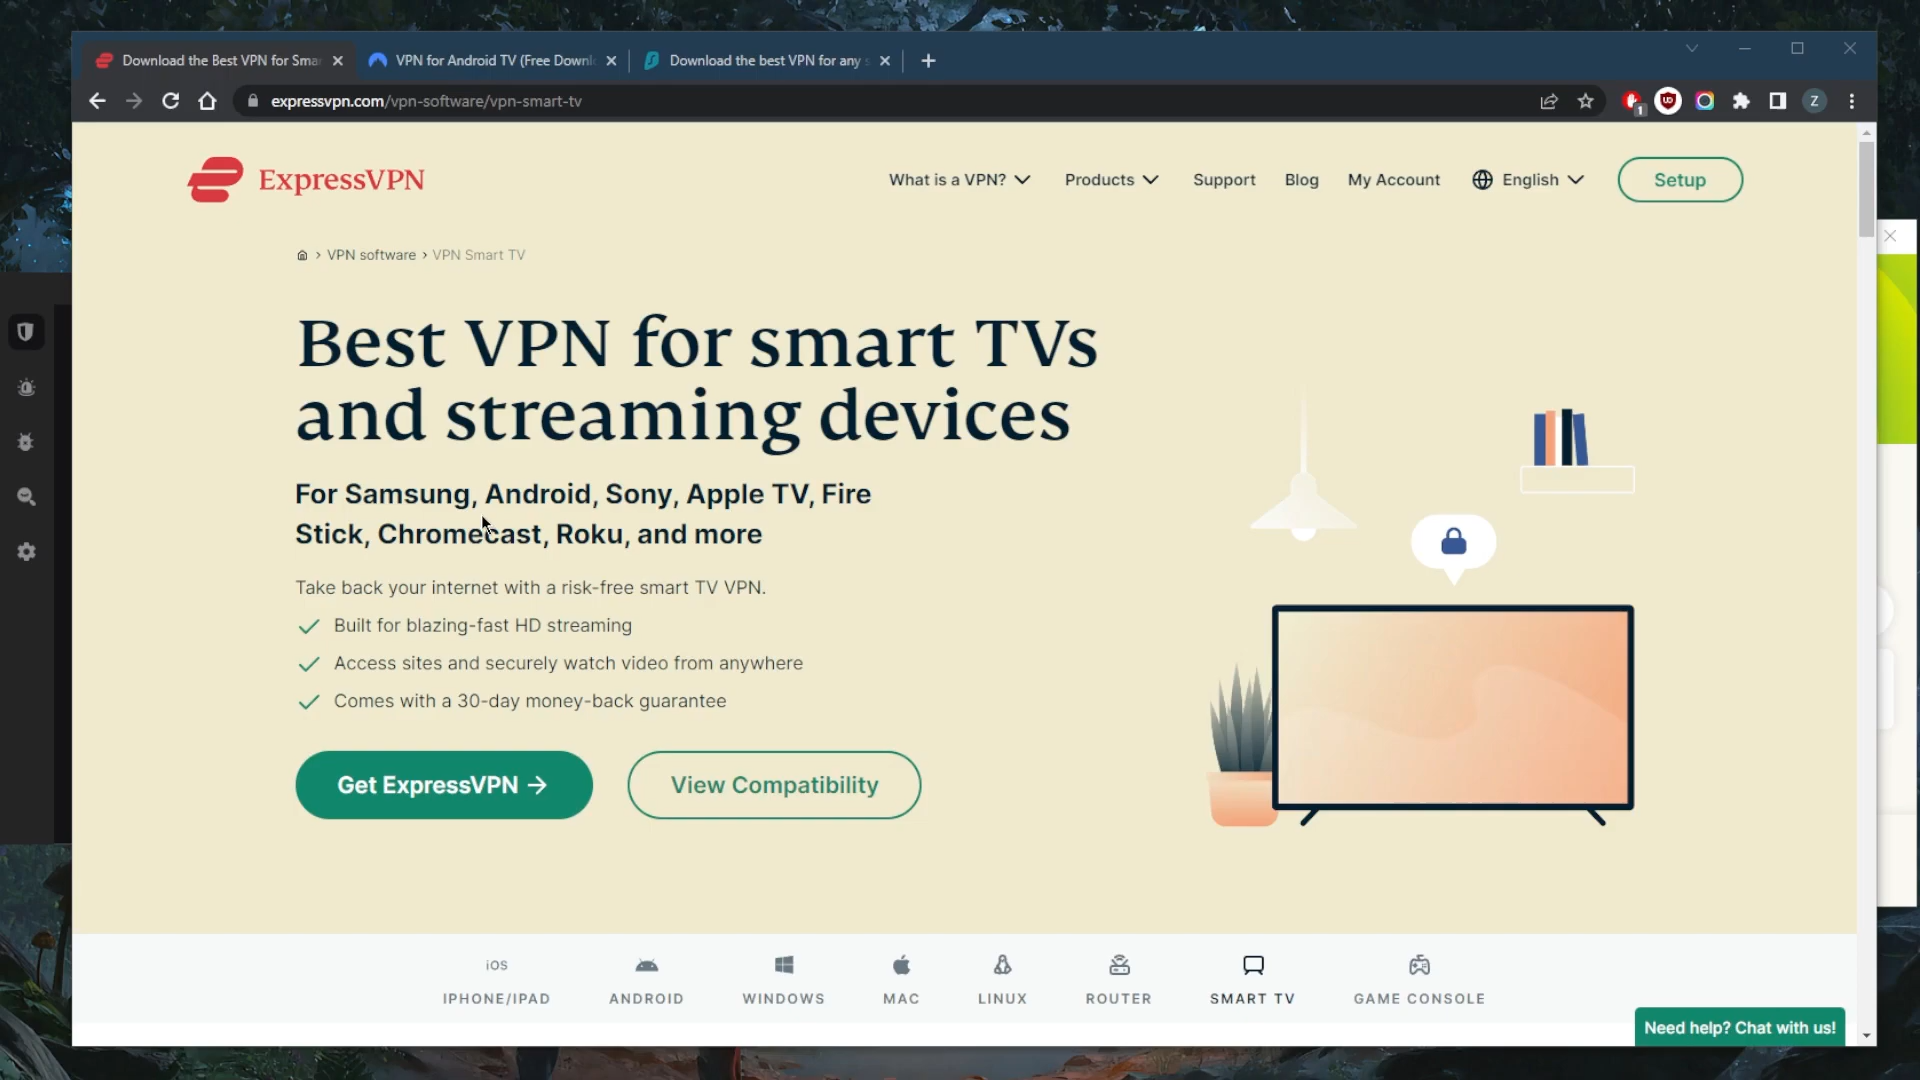 Download the Best VPN for Sma
VPN for Android TV (Free Downl
Download the best VPN for any s
expressvpn.com/vpn-software/vpn-smart-tv
1
Z
ExpressVPN
What is a VPN?
Products
Support
Blog
My Account
English
Setup
> VPN software > VPN Smart TV
Best VPN for smart TVs
and streaming devices
For Samsung, Android, Sony, Apple TV, Fire
Stick, Chromecast, Roku, and more
Take back your internet with a risk-free smart TV VPN.
Built for blazing-fast HD streaming
Access sites and securely watch video from anywhere
Comes with a 30-day money-back guarantee
Get ExpressVPN →
View Compatibility
iOS
IPHONE/IPAD
ANDROID
WINDOWS
MAC
LINUX
ROUTER
SMART TV
GAME CONSOLE
Need help? Chat with us!